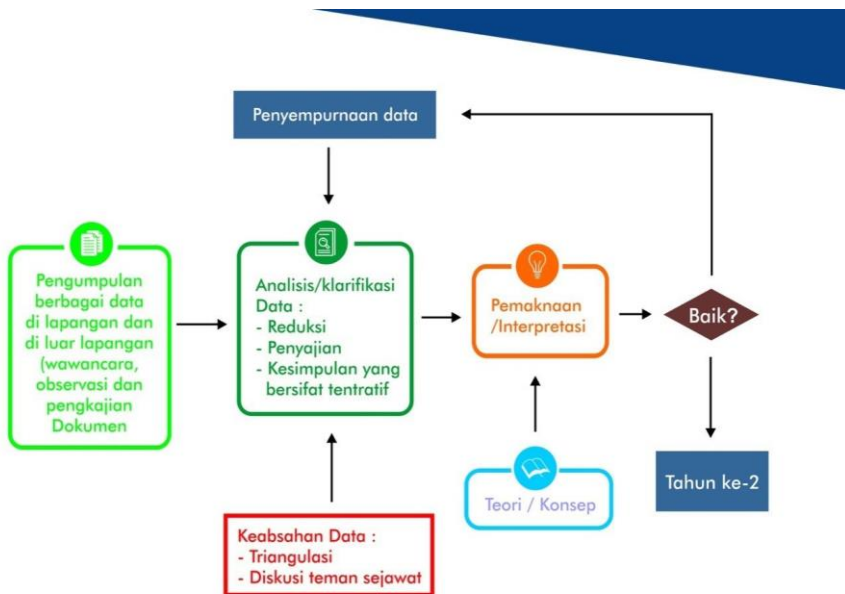 Penyempurnaan data
Pengumpulan
berbagai data
di lapangan dan
di luar lapangan
(wawancara,
observasi dan
pengkajian
Dokumen
Analisis/klarifikasi
Data :
- Reduksi
- Penyajian
- Kesimpulan yang
bersifat tentratif
Pemaknaan
/Interpretasi
Baik?
Teori / Konsep
Tahun ke-2
Keabsahan Data :
- Triangulasi
- Diskusi teman sejawat